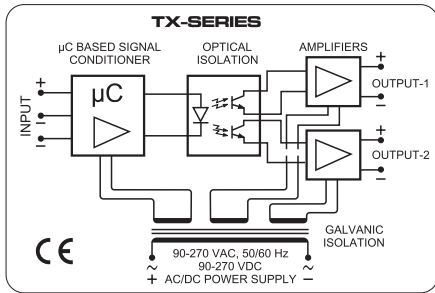 TX-SERIES
µC BASED SIGNAL
CONDITIONER
OPTICAL
ISOLATION
AMPLIFIERS
µC
INPUT
+
−
−
+
OUTPUT-1
−
+
OUTPUT-2
−
GALVANIC
ISOLATION
CE
90-270 VAC, 50/60 Hz
90-270 VDC
∼ ∼
+ AC/DC POWER SUPPLY −